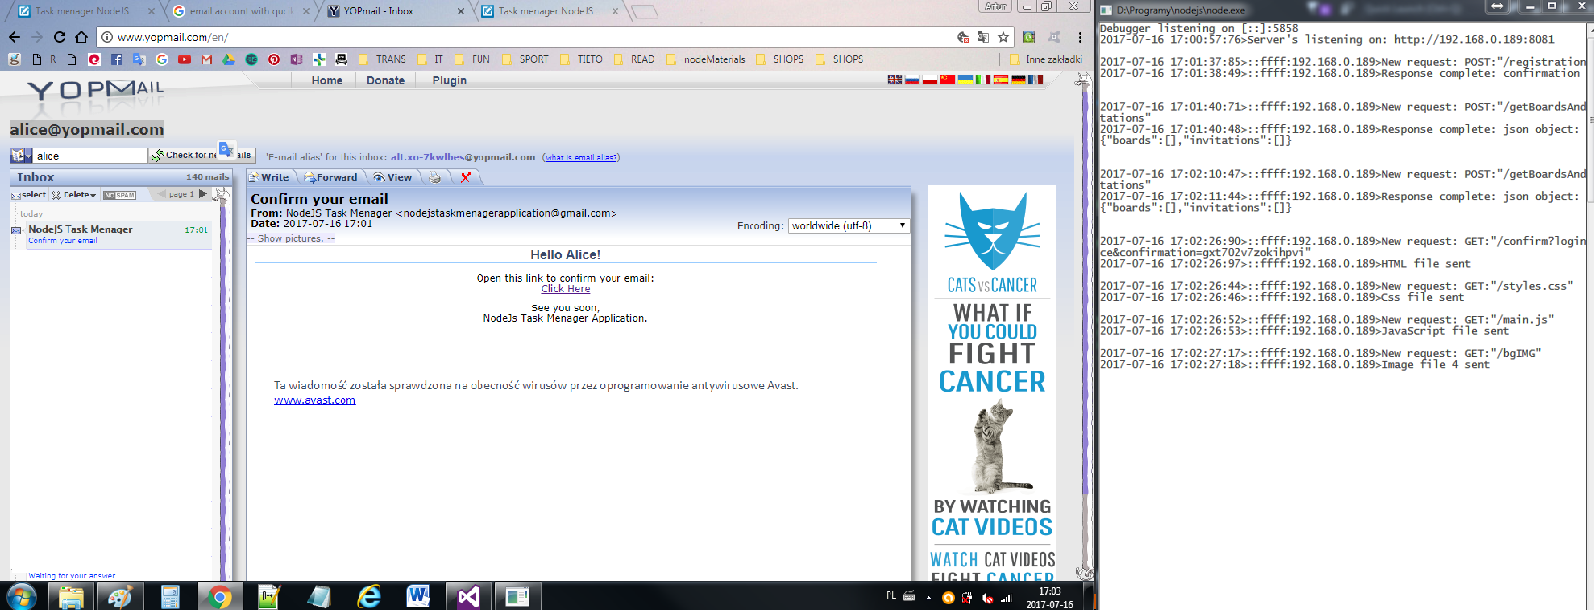 Task menager NodeJS
email account with quic
YOPmail - Inbox
Task menager NodeJS
D:\Programy\nodejs\node.exe
www.yopmail.com/en/
R
TRANS
IT
FUN
SPORT
TIETO
READ
nodeMaterials
SHOPS
SHOPS
Inne zakładki
YOPMAIL
Home
Donate
Plugin
alice@yopmail.com
alice
Check for ne
ails
'E-mail alias' for this inbox:
@yopmail.com
(what is email alias?)
Inbox
140 mails
select
Delete
SPAM
page 1
today
NodeJS Task Menager
17:01
Confirm your email
Waiting for your answer
Write
Forward
View
Confirm your email
From: NodeJS Task Menager <nodejstaskmenagerapplication@gmail.com>
Date: 2017-07-16 17:01
Encoding:
worldwide (utf-8)
-- Show pictures. --
Hello Alice!
Open this link to confirm your email:
Click Here
See you soon,
NodeJs Task Menager Application.
Ta wiadomość została sprawdzona na obecność wirusów przez oprogramowanie antywirusowe Avast.
www.avast.com
CATS vs CANCER
WHAT IF
YOU COULD
FIGHT
CANCER
BY WATCHING
CAT VIDEOS
WATCH CAT VIDEOS
FIGHT CANCER
Debugger listening on [::]:5858
2017-07-16 17:00:57:76>Server's listening on: http://192.168.0.189:8081
2017-07-16 17:01:37:85>::ffff:192.168.0.189>New request: POST:"/registration
2017-07-16 17:01:38:49>::ffff:192.168.0.189>Response complete: confirmation
2017-07-16 17:01:40:71>::ffff:192.168.0.189>New request: POST:"/getBoardsAnd
tations"
2017-07-16 17:01:40:48>::ffff:192.168.0.189>Response complete: json object:
{"boards":[],"invitations":[]}
2017-07-16 17:02:10:47>::ffff:192.168.0.189>New request: POST:"/getBoardsAnd
tations"
2017-07-16 17:02:11:44>::ffff:192.168.0.189>Response complete: json object:
{"boards":[],"invitations":[]}
2017-07-16 17:02:26:90>::ffff:192.168.0.189>New request: GET:"/confirm?login
ce&confirmation=gxt702v7zokihpvi"
2017-07-16 17:02:26:97>::ffff:192.168.0.189>HTML file sent
2017-07-16 17:02:26:44>::ffff:192.168.0.189>New request: GET:"/styles.css"
2017-07-16 17:02:26:46>::ffff:192.168.0.189>Css file sent
2017-07-16 17:02:26:52>::ffff:192.168.0.189>New request: GET:"/main.js"
2017-07-16 17:02:26:53>::ffff:192.168.0.189>JavaScript file sent
2017-07-16 17:02:27:17>::ffff:192.168.0.189>New request: GET:"/bgIMG"
2017-07-16 17:02:27:18>::ffff:192.168.0.189>Image file 4 sent
PL
17:03
2017-07-16